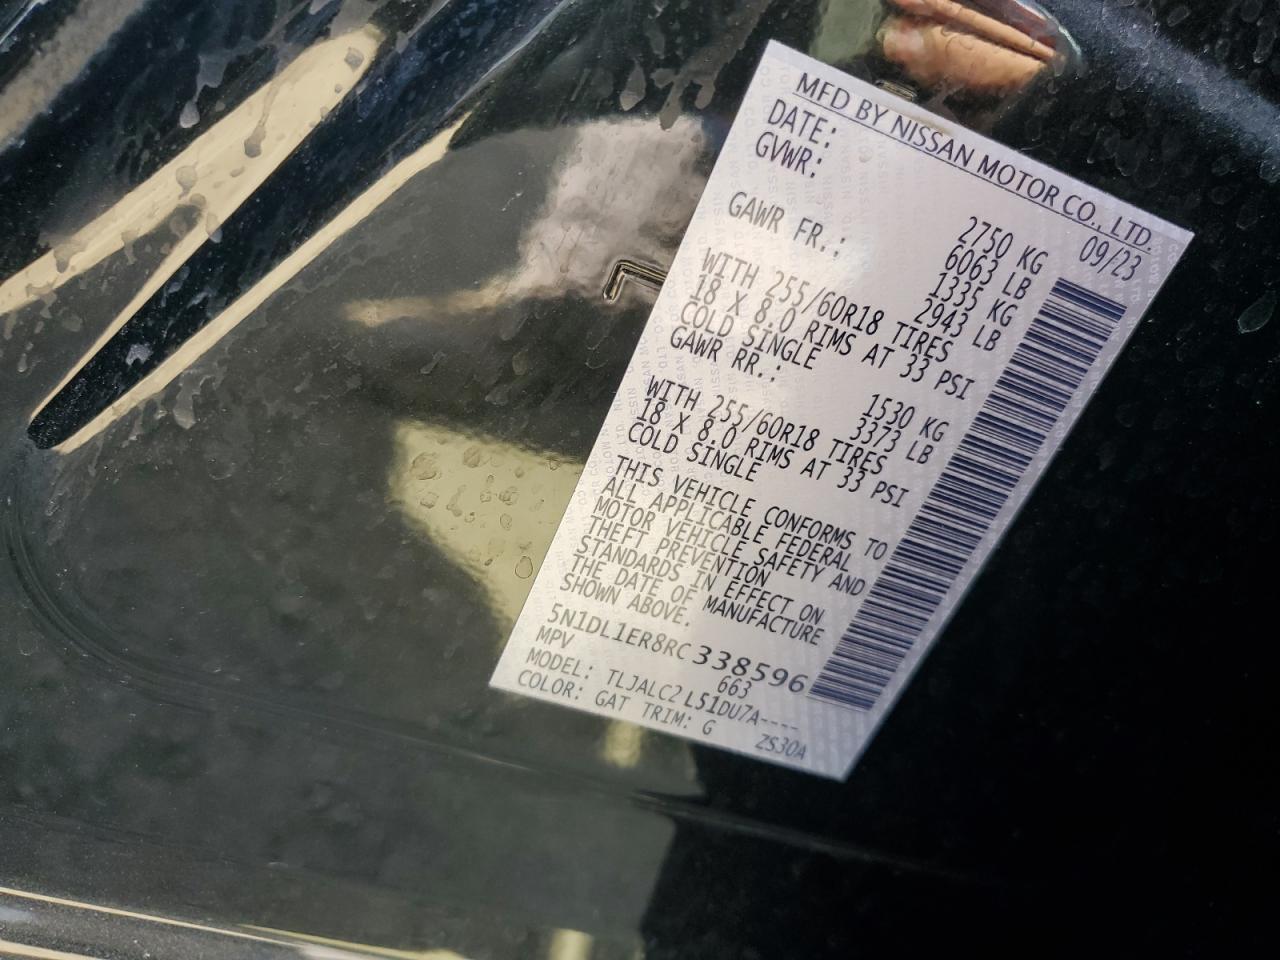 MFD BY NISSAN MOTOR CO., LTD.
DATE: 09/23
GVWR: 2750 KG
6063 LB
GAWR FR.: 1335 KG
2943 LB
WITH 255/60R18 TIRES
18 X 8.0 RIMS AT 33 PSI
COLD SINGLE
GAWR RR.: 1530 KG
3373 LB
WITH 255/60R18 TIRES
18 X 8.0 RIMS AT 33 PSI
COLD SINGLE
THIS VEHICLE CONFORMS TO
ALL APPLICABLE FEDERAL
MOTOR VEHICLE SAFETY AND
THEFT PREVENTION
STANDARDS IN EFFECT ON
THE DATE OF MANUFACTURE
SHOWN ABOVE.
5N1DL1ER8RC338596
MPV 663
MODEL: TLJALC2 L51DU7A----
COLOR: GAT TRIM: G ZS30A